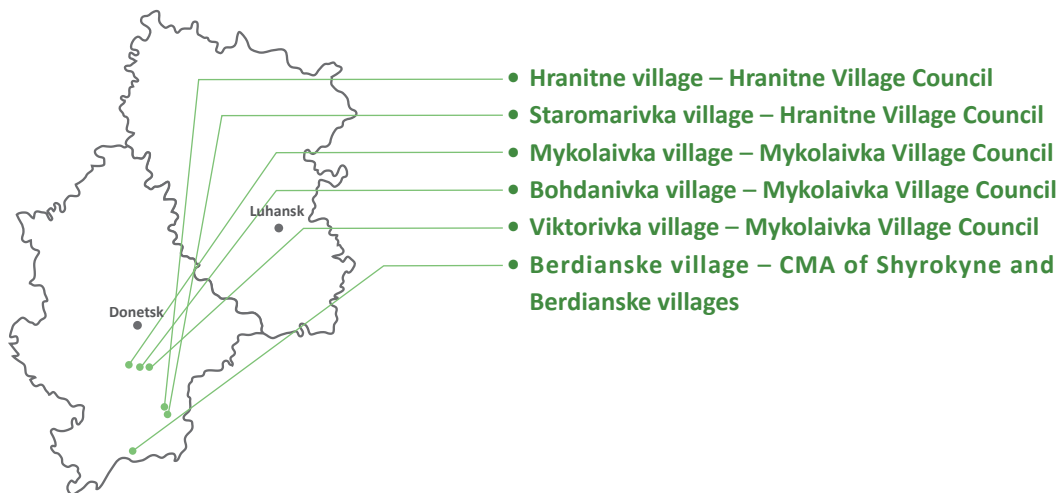 Hranitne village – Hranitne Village Council
Staromarivka village – Hranitne Village Council
Mykolaivka village – Mykolaivka Village Council
Bohdanivka village – Mykolaivka Village Council
Viktorivka village – Mykolaivka Village Council
Berdianske village – CMA of Shyrokyne and
Berdianske villages
Luhansk
Donetsk